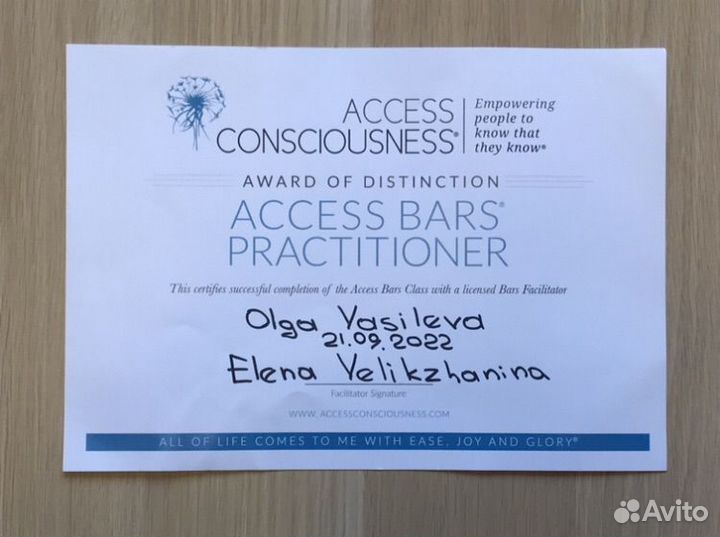 ACCESS
CONSCIOUSNESS®
Empowering
people to
know that
they know®
AWARD OF DISTINCTION
ACCESS BARS®
PRACTITIONER
This certifies successful completion of the Access Bars Class with a licensed Bars Facilitator
Olga Vasileva
21.09.2022
Elena Velikzhanina
Facilitator Signature
WWW.ACCESSCONSCIOUSNESS.COM
ALL OF LIFE COMES TO ME WITH EASE, JOY AND GLORY®
Avito